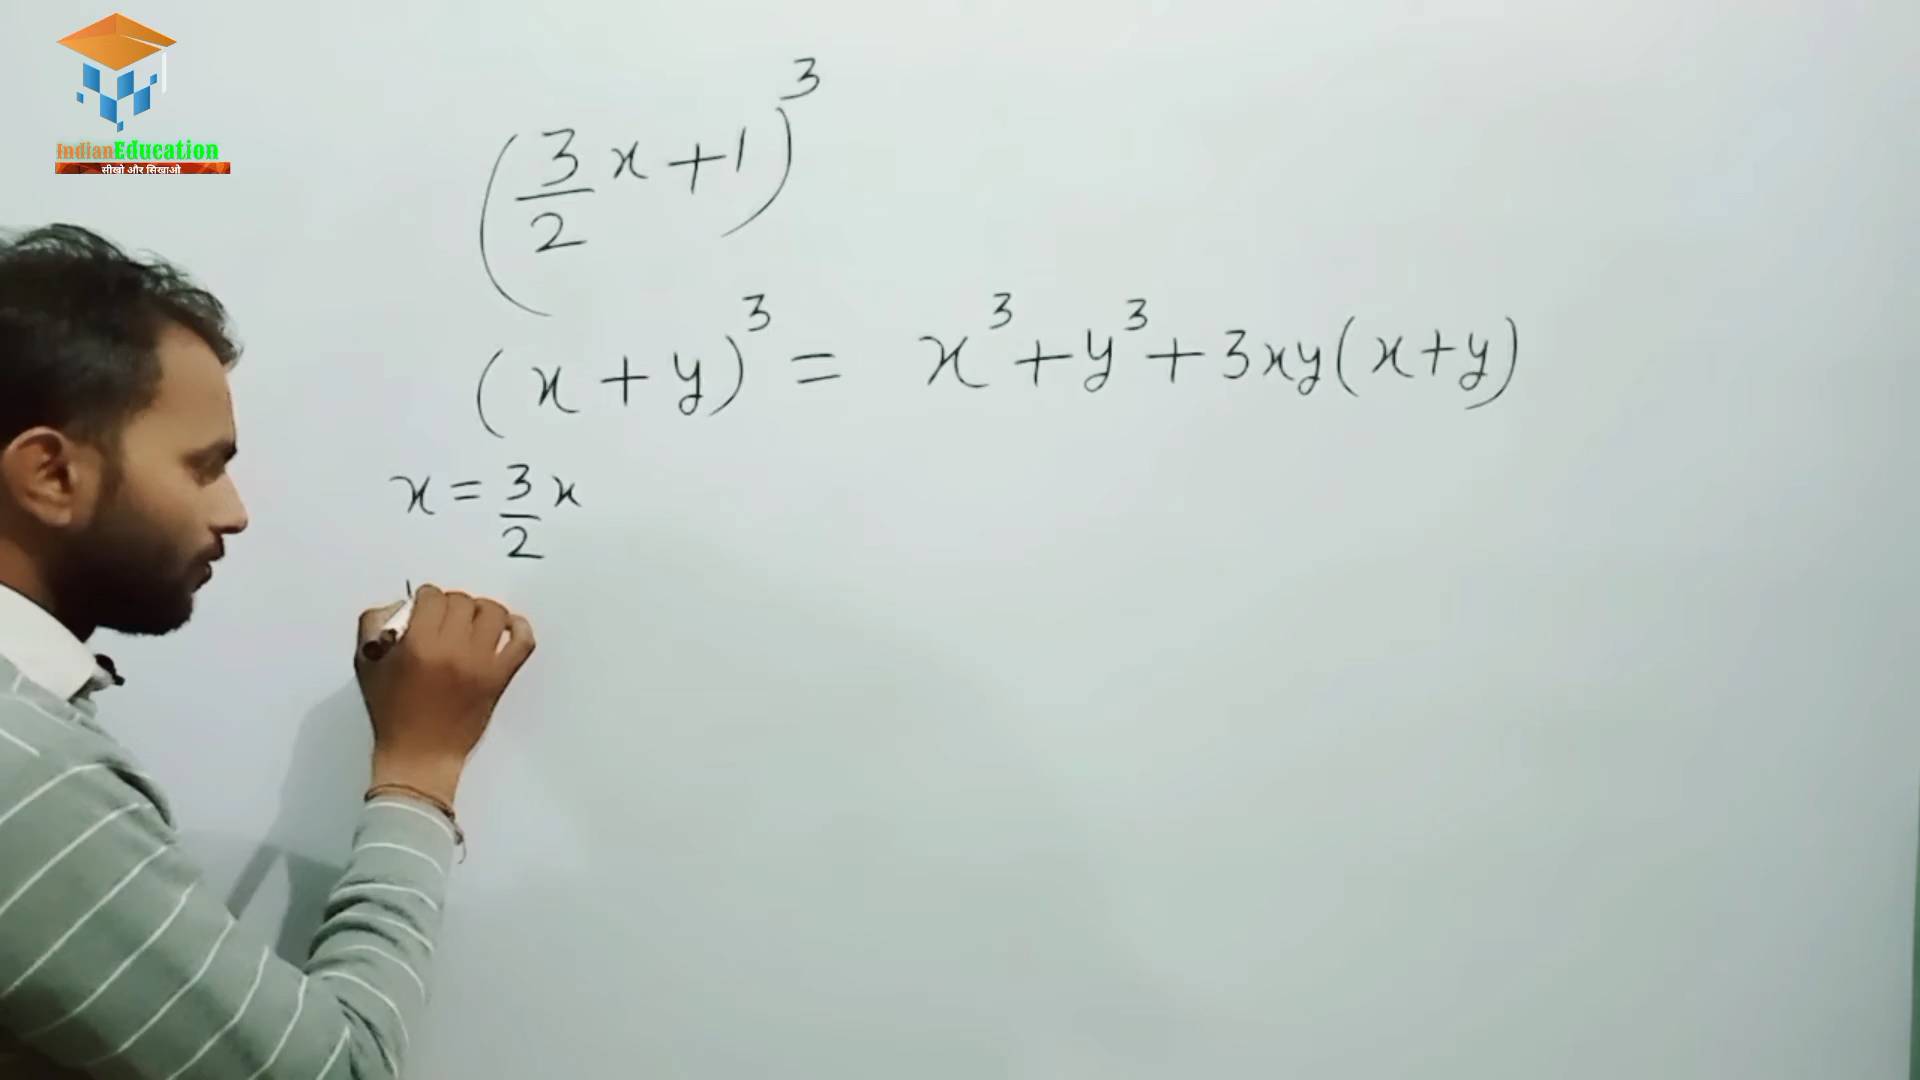 IndianEducation
सीखो और सिखाओ
(3/2 x+1)³
(x+y)³ = x³+y³+3xy(x+y)
x = 3/2 x